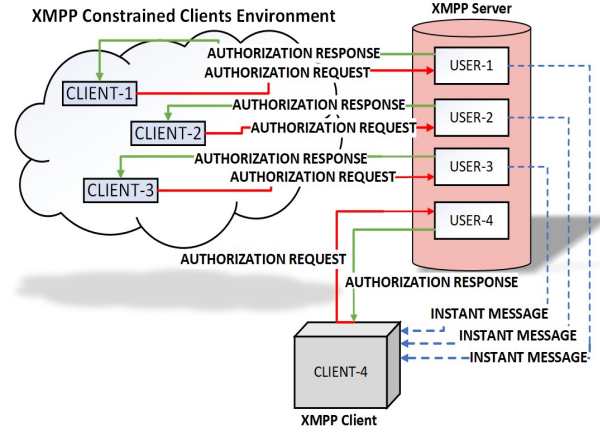 XMPP Constrained Clients Environment
XMPP Server
AUTHORIZATION RESPONSE
USER-1
AUTHORIZATION REQUEST
CLIENT-1
AUTHORIZATION RESPONSE
USER-2
AUTHORIZATION REQUEST
CLIENT-2
AUTHORIZATION RESPONSE
USER-3
AUTHORIZATION REQUEST
CLIENT-3
USER-4
AUTHORIZATION REQUEST
AUTHORIZATION RESPONSE
INSTANT MESSAGE
INSTANT MESSAGE
INSTANT MESSAGE
CLIENT-4
XMPP Client